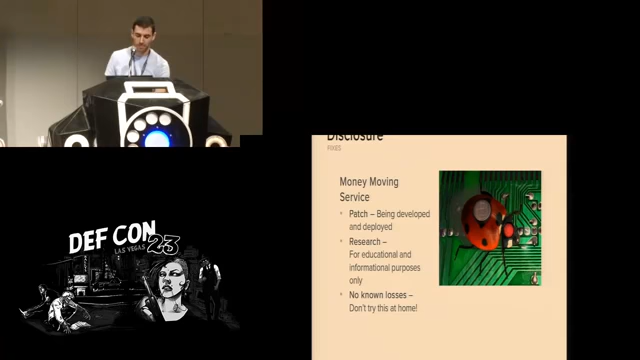 Disclosure
FIXES
Money Moving
Service
• Patch – Being developed
and deployed
• Research –
For educational and
informational purposes
only
• No known losses –
Don't try this at home!
DEF CON
LAS VEGAS 23